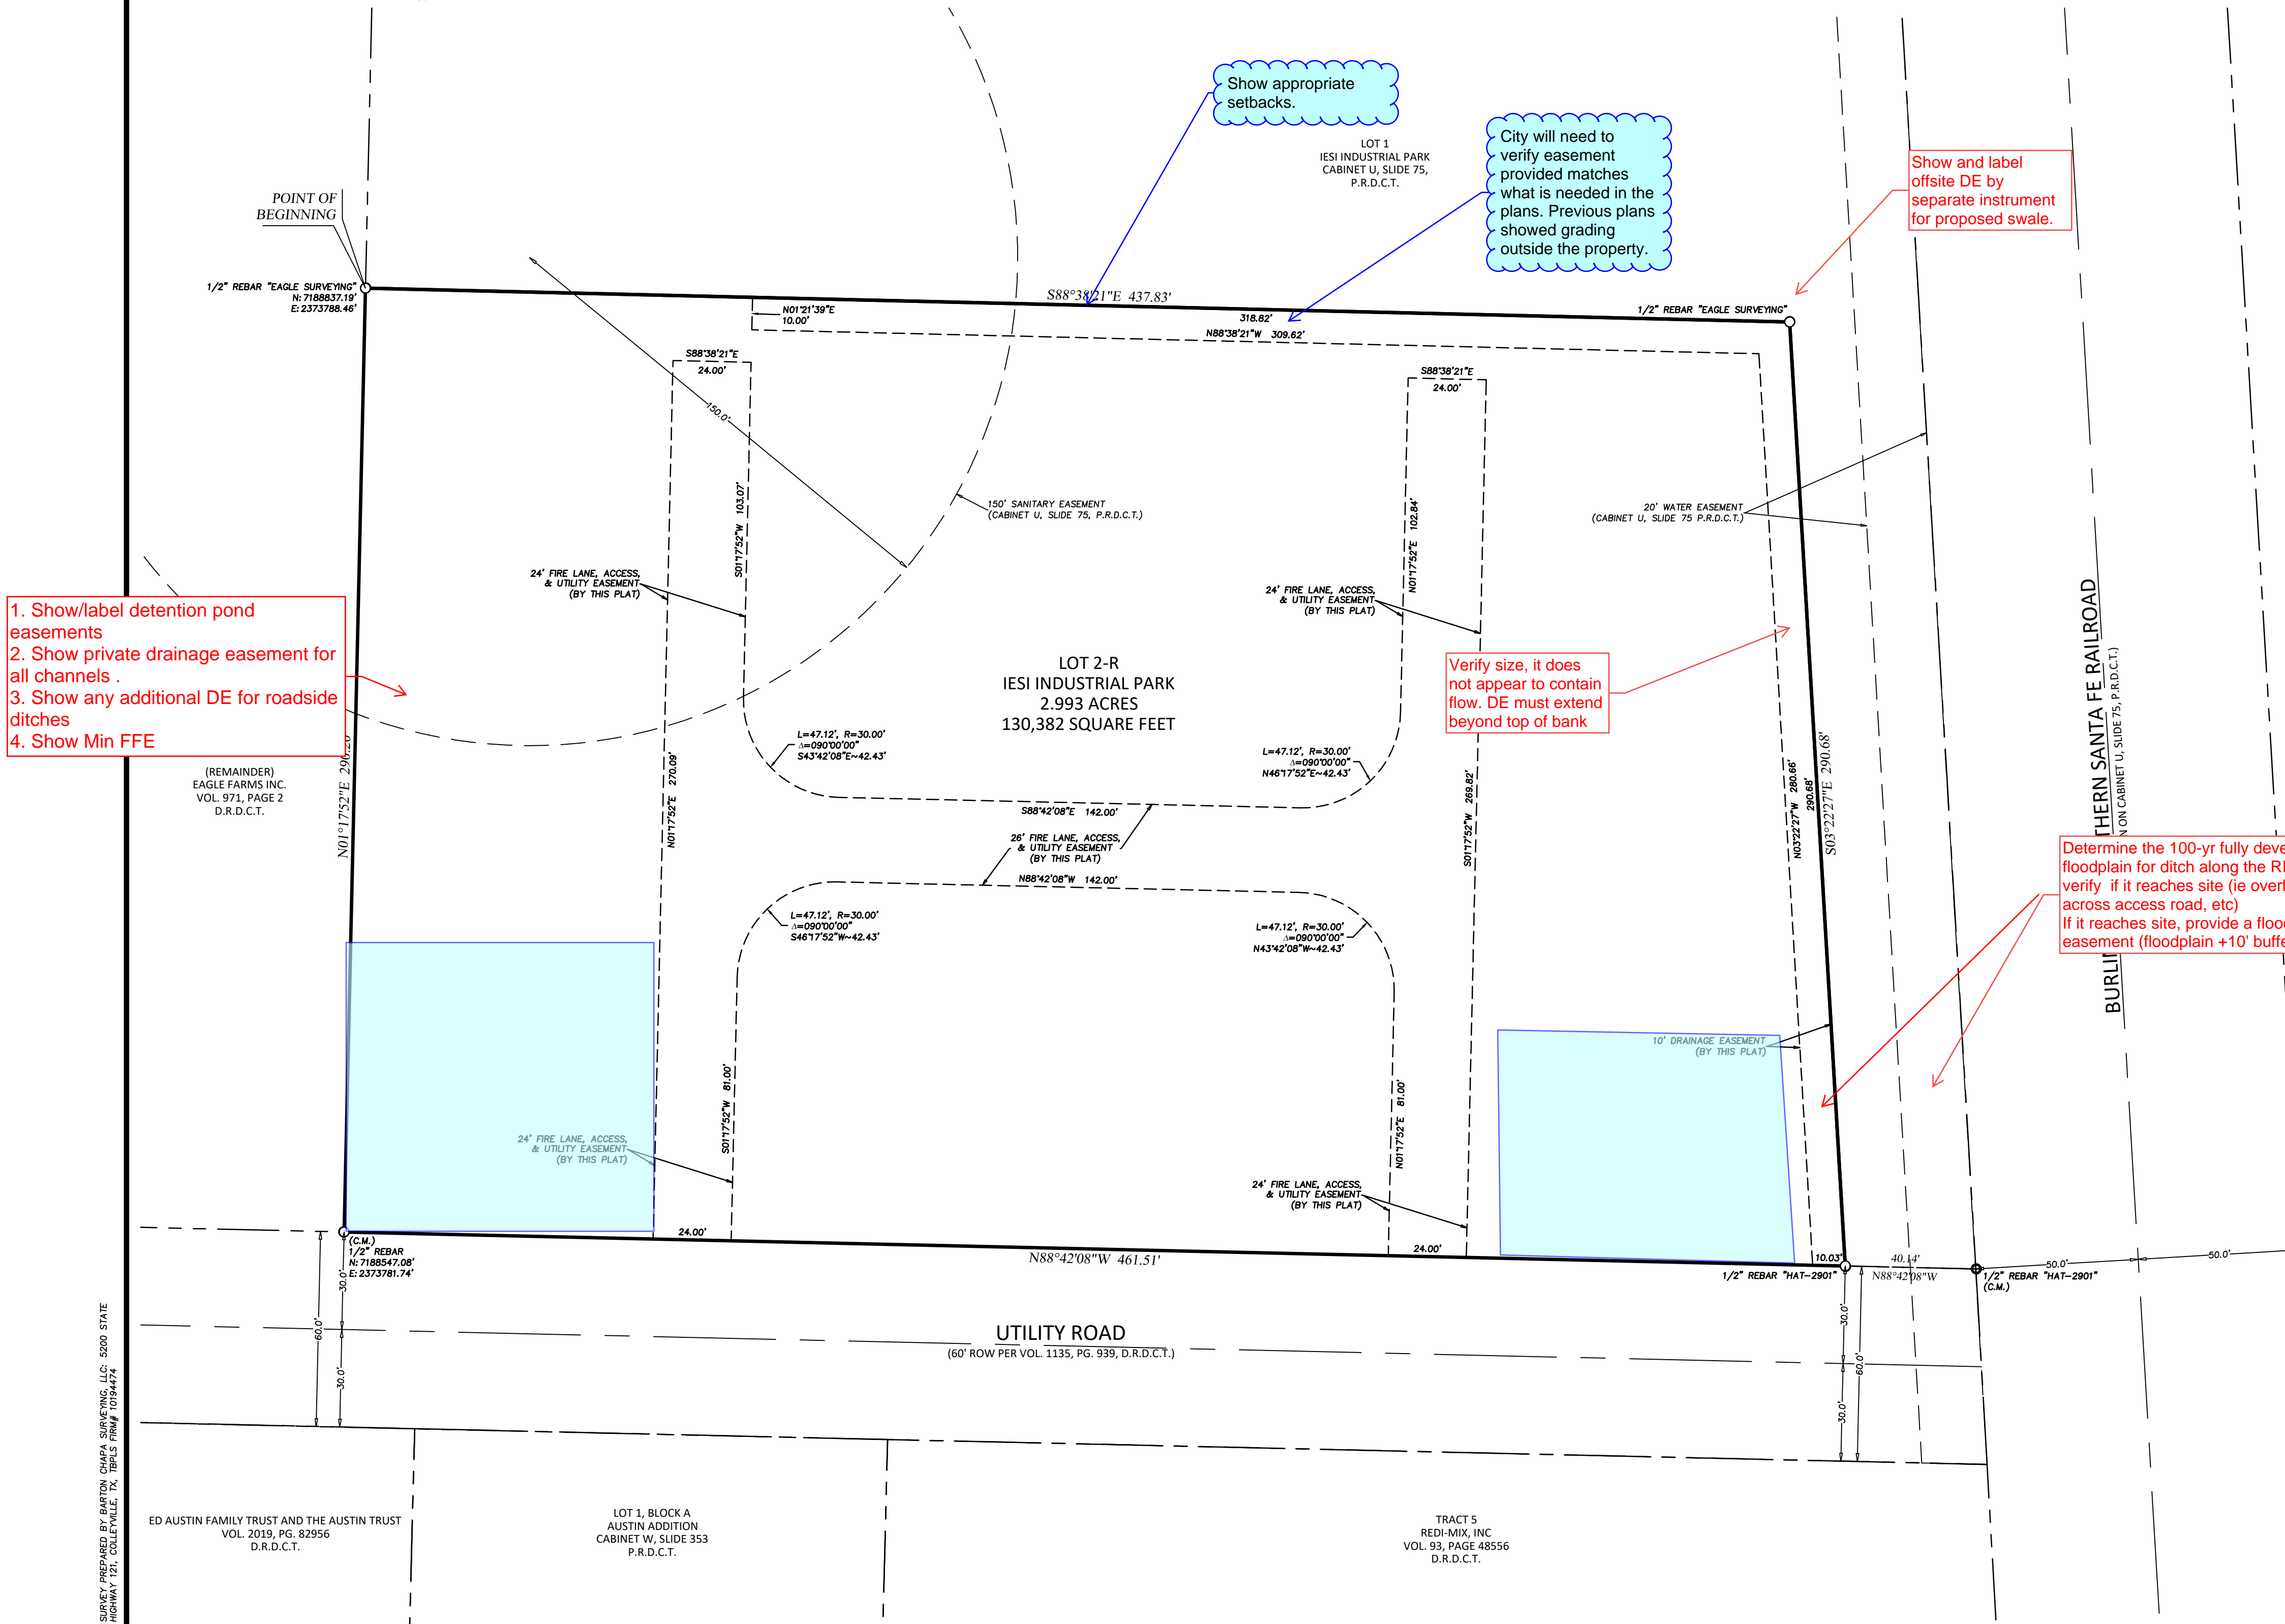 Show appropriate
setbacks.
City will need to
verify easement
provided matches
what is needed in the
plans. Previous plans
showed grading
outside the property.
LOT 1
IESI INDUSTRIAL PARK
CABINET U, SLIDE 75,
P.R.D.C.T.
Show and label
offsite DE by
separate instrument
for proposed swale.
POINT OF
BEGINNING
1/2" REBAR "EAGLE SURVEYING"
N: 7188837.19'
E: 2373788.46'
S88°38'21"E 437.83'
1/2" REBAR "EAGLE SURVEYING"
N01°21'39"E
10.00'
318.82'
N88°38'21"W 309.62'
S88°38'21"E
24.00'
S88°38'21"E
24.00'
150.0'
150' SANITARY EASEMENT
(CABINET U, SLIDE 75, P.R.D.C.T.)
20' WATER EASEMENT
(CABINET U, SLIDE 75 P.R.D.C.T.)
S01°17'52"W 103.07'
N01°17'52"E 102.84'
24' FIRE LANE, ACCESS,
& UTILITY EASEMENT
(BY THIS PLAT)
24' FIRE LANE, ACCESS,
& UTILITY EASEMENT
(BY THIS PLAT)
1. Show/label detention pond
easements
2. Show private drainage easement for
all channels .
3. Show any additional DE for roadside
ditches
4. Show Min FFE
LOT 2-R
IESI INDUSTRIAL PARK
2.993 ACRES
130,382 SQUARE FEET
Verify size, it does
not appear to contain
flow. DE must extend
beyond top of bank
(REMAINDER)
EAGLE FARMS INC.
VOL. 971, PAGE 2
D.R.D.C.T.
N01°17'52"E
N01°17'52"E 270.09'
L=47.12', R=30.00'
Δ=090°00'00"
S43°42'08"E~42.43'
L=47.12', R=30.00'
Δ=090°00'00"
N46°17'52"E~42.43'
S88°42'08"E 142.00'
26' FIRE LANE, ACCESS,
& UTILITY EASEMENT
(BY THIS PLAT)
N88°42'08"W 142.00'
S01°17'52"W 269.82'
N03°22'27"W 280.66'
290.68'
S03°22'27"E 290.68'
THERN SANTA FE RAILROAD
BURLI
N ON CABINET U, SLIDE 75, P.R.D.C.T.)
Determine the 100-yr fully deve
floodplain for ditch along the
verify if it reaches site (ie
across access road, etc)
If it reaches site, provide a
easement (floodplain +10'
L=47.12', R=30.00'
Δ=090°00'00"
S46°17'52"W~42.43'
L=47.12', R=30.00'
Δ=090°00'00"
N43°42'08"W~42.43'
10' DRAINAGE EASEMENT
(BY THIS PLAT)
S01°17'52"W 81.00'
N01°17'52"E 81.00'
24' FIRE LANE, ACCESS,
& UTILITY EASEMENT
(BY THIS PLAT)
24' FIRE LANE, ACCESS,
& UTILITY EASEMENT
(BY THIS PLAT)
(C.M.)
1/2" REBAR
N: 7188547.08'
E: 2373781.74'
24.00'
N88°42'08"W 461.51'
24.00'
10.03'
1/2" REBAR "HAT-2901"
40.14'
N88°42'08"W
1/2" REBAR "HAT-2901"
(C.M.)
50.0'
50.0'
30.0'
60.0'
30.0'
30.0'
60.0'
30.0'
UTILITY ROAD
(60' ROW PER VOL. 1135, PG. 939, D.R.D.C.T.)
SURVEY PREPARED BY BARTON CHAPA SURVEYING, LLC: 5200 STATE
HIGHWAY 121, COLLEYVILLE, TX, TBPLS FIRM# 10194474
ED AUSTIN FAMILY TRUST AND THE AUSTIN TRUST
VOL. 2019, PG. 82956
D.R.D.C.T.
LOT 1, BLOCK A
AUSTIN ADDITION
CABINET W, SLIDE 353
P.R.D.C.T.
TRACT 5
REDI-MIX, INC
VOL. 93, PAGE 48556
D.R.D.C.T.